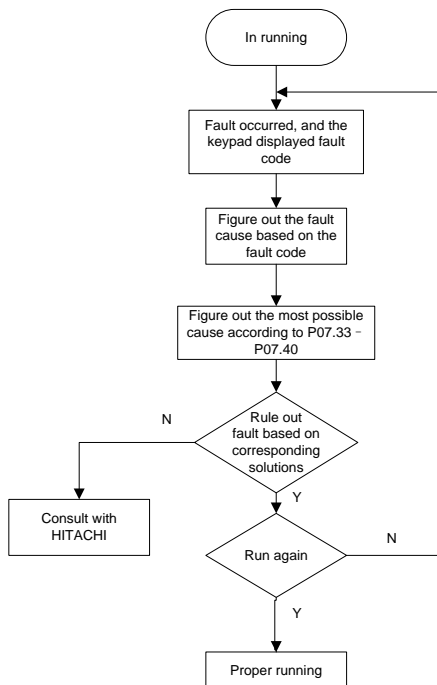 In running
Fault occurred, and the
keypad displayed fault
code
Figure out the fault
cause based on the
fault code
Figure out the most possible
cause according to P07.33–
P07.40
N
Rule out
fault based on
corresponding
solutions
Consult with
HITACHI
Y
Run again
N
Y
Proper running